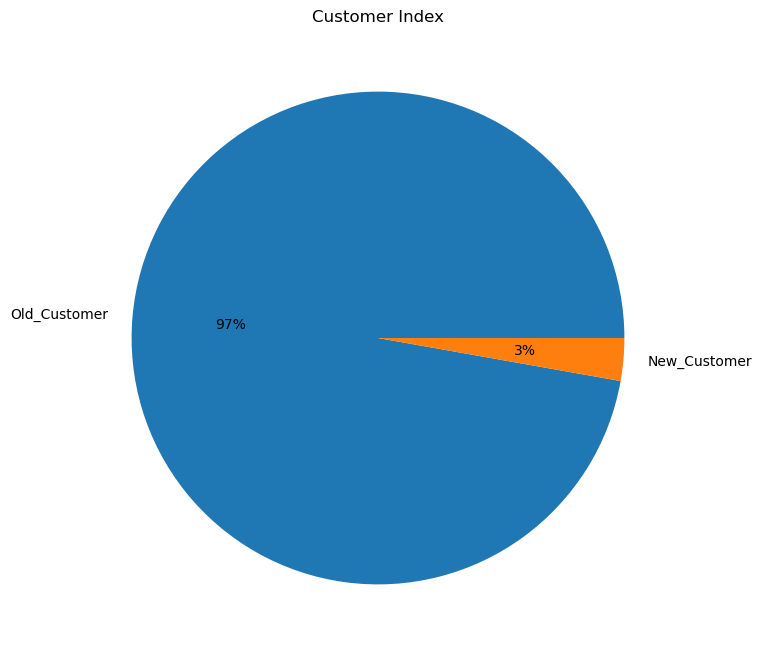 Customer Index
Old_Customer
97%
3%
New_Customer